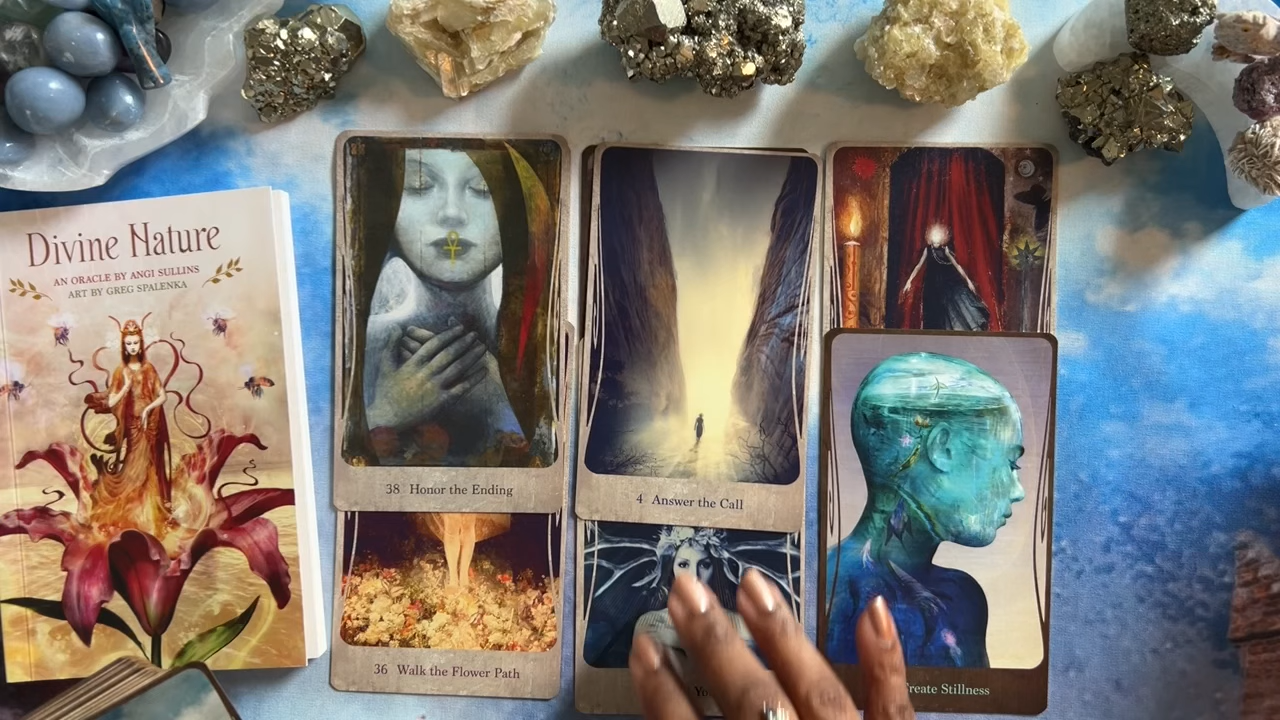 Divine Nature
AN ORACLE BY ANGI SULLINS
ART BY GREG SPALENKA
38 Honor the Ending
4 Answer the Call
36 Walk the Flower Path
Create Stillness